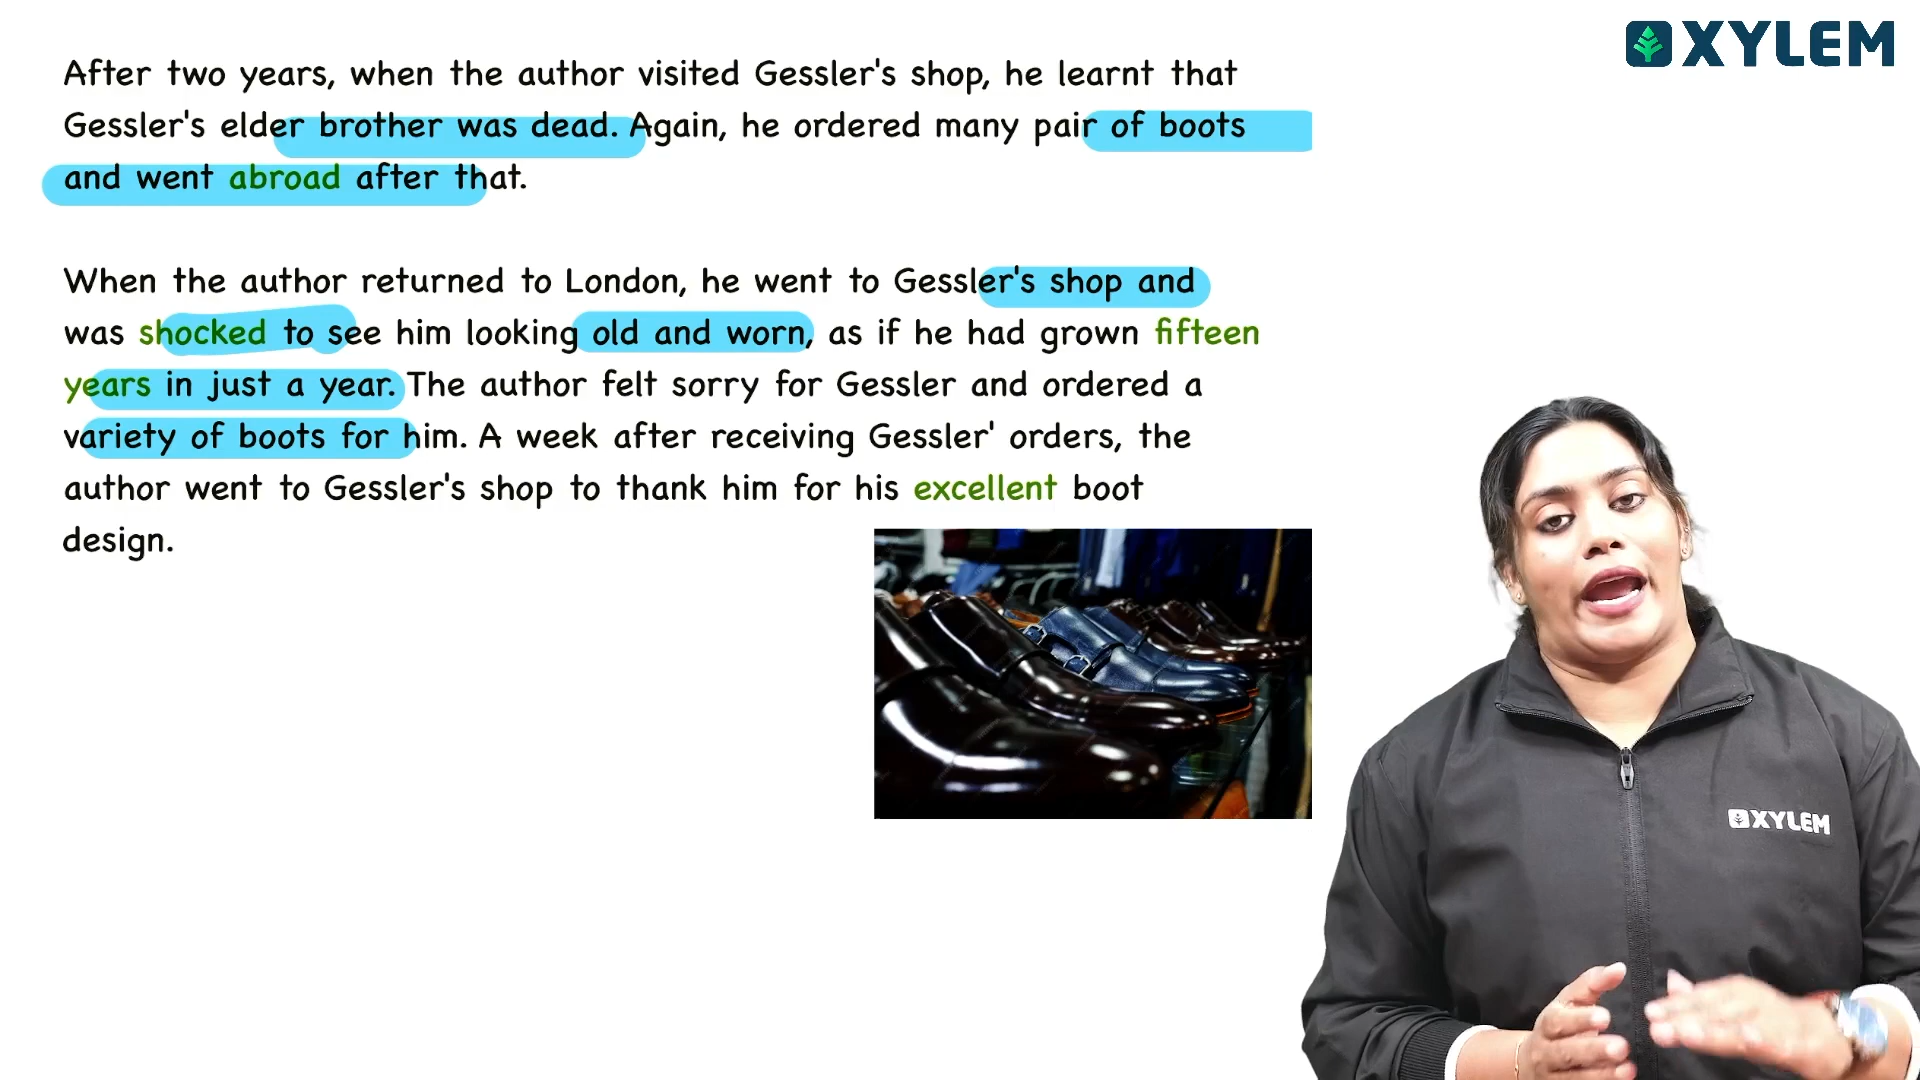 XYLEM
After two years, when the author visited Gessler's shop, he learnt that
Gessler's elder brother was dead. Again, he ordered many pair of boots
and went abroad after that.
When the author returned to London, he went to Gessler's shop and
was shocked to see him looking old and worn, as if he had grown fifteen
years in just a year. The author felt sorry for Gessler and ordered a
variety of boots for him. A week after receiving Gessler' orders, the
author went to Gessler's shop to thank him for his excellent boot
design.
XYLEM